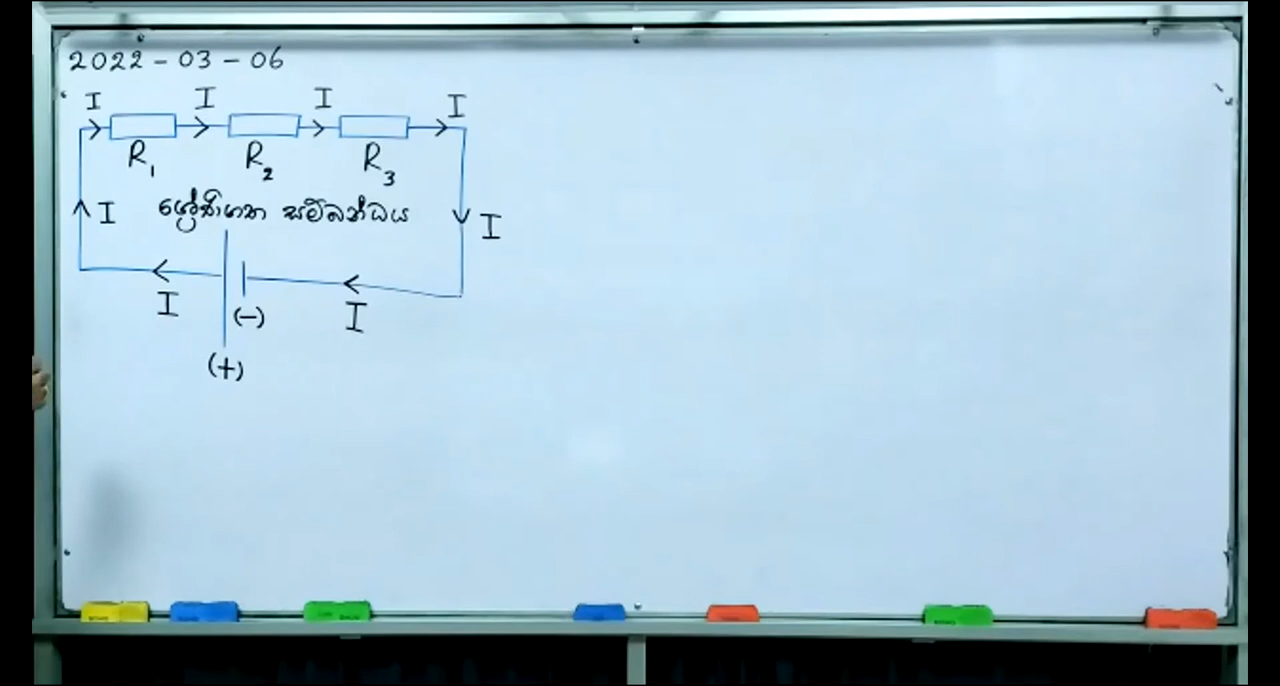 2022-03-06
I I I I
R₁ R₂ R₃
I ශ්‍රේණිගත සම්බන්ධය I
I (-) I
(+)